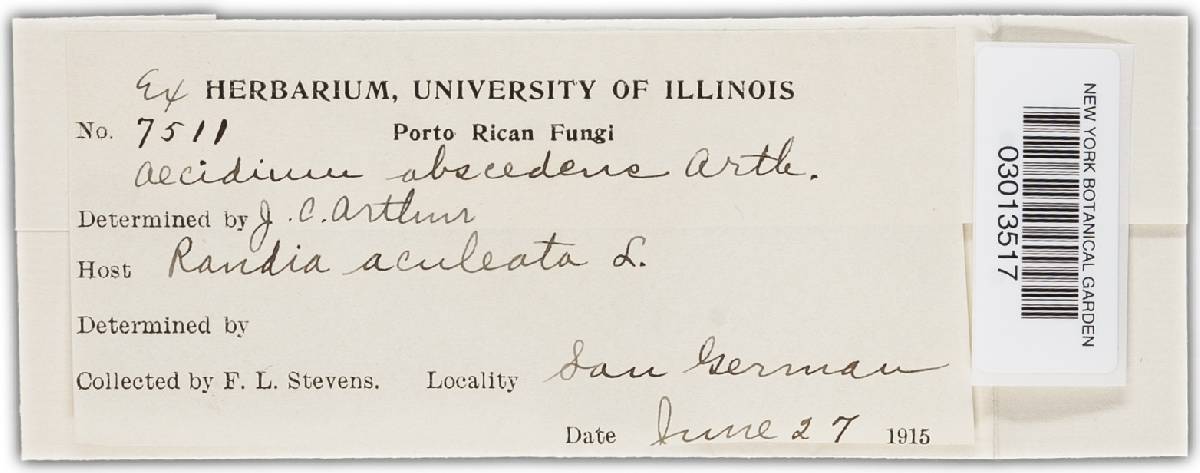 Ex HERBARIUM, UNIVERSITY OF ILLINOIS
No. 7511 Porto Rican Fungi
Aecidium abscedens Arth.
Determined by J. C. Arthur
Host Randia aculeata L.
Determined by
Collected by F. L. Stevens. Locality San German
Date June 27 1915
NEW YORK BOTANICAL GARDEN
03013517